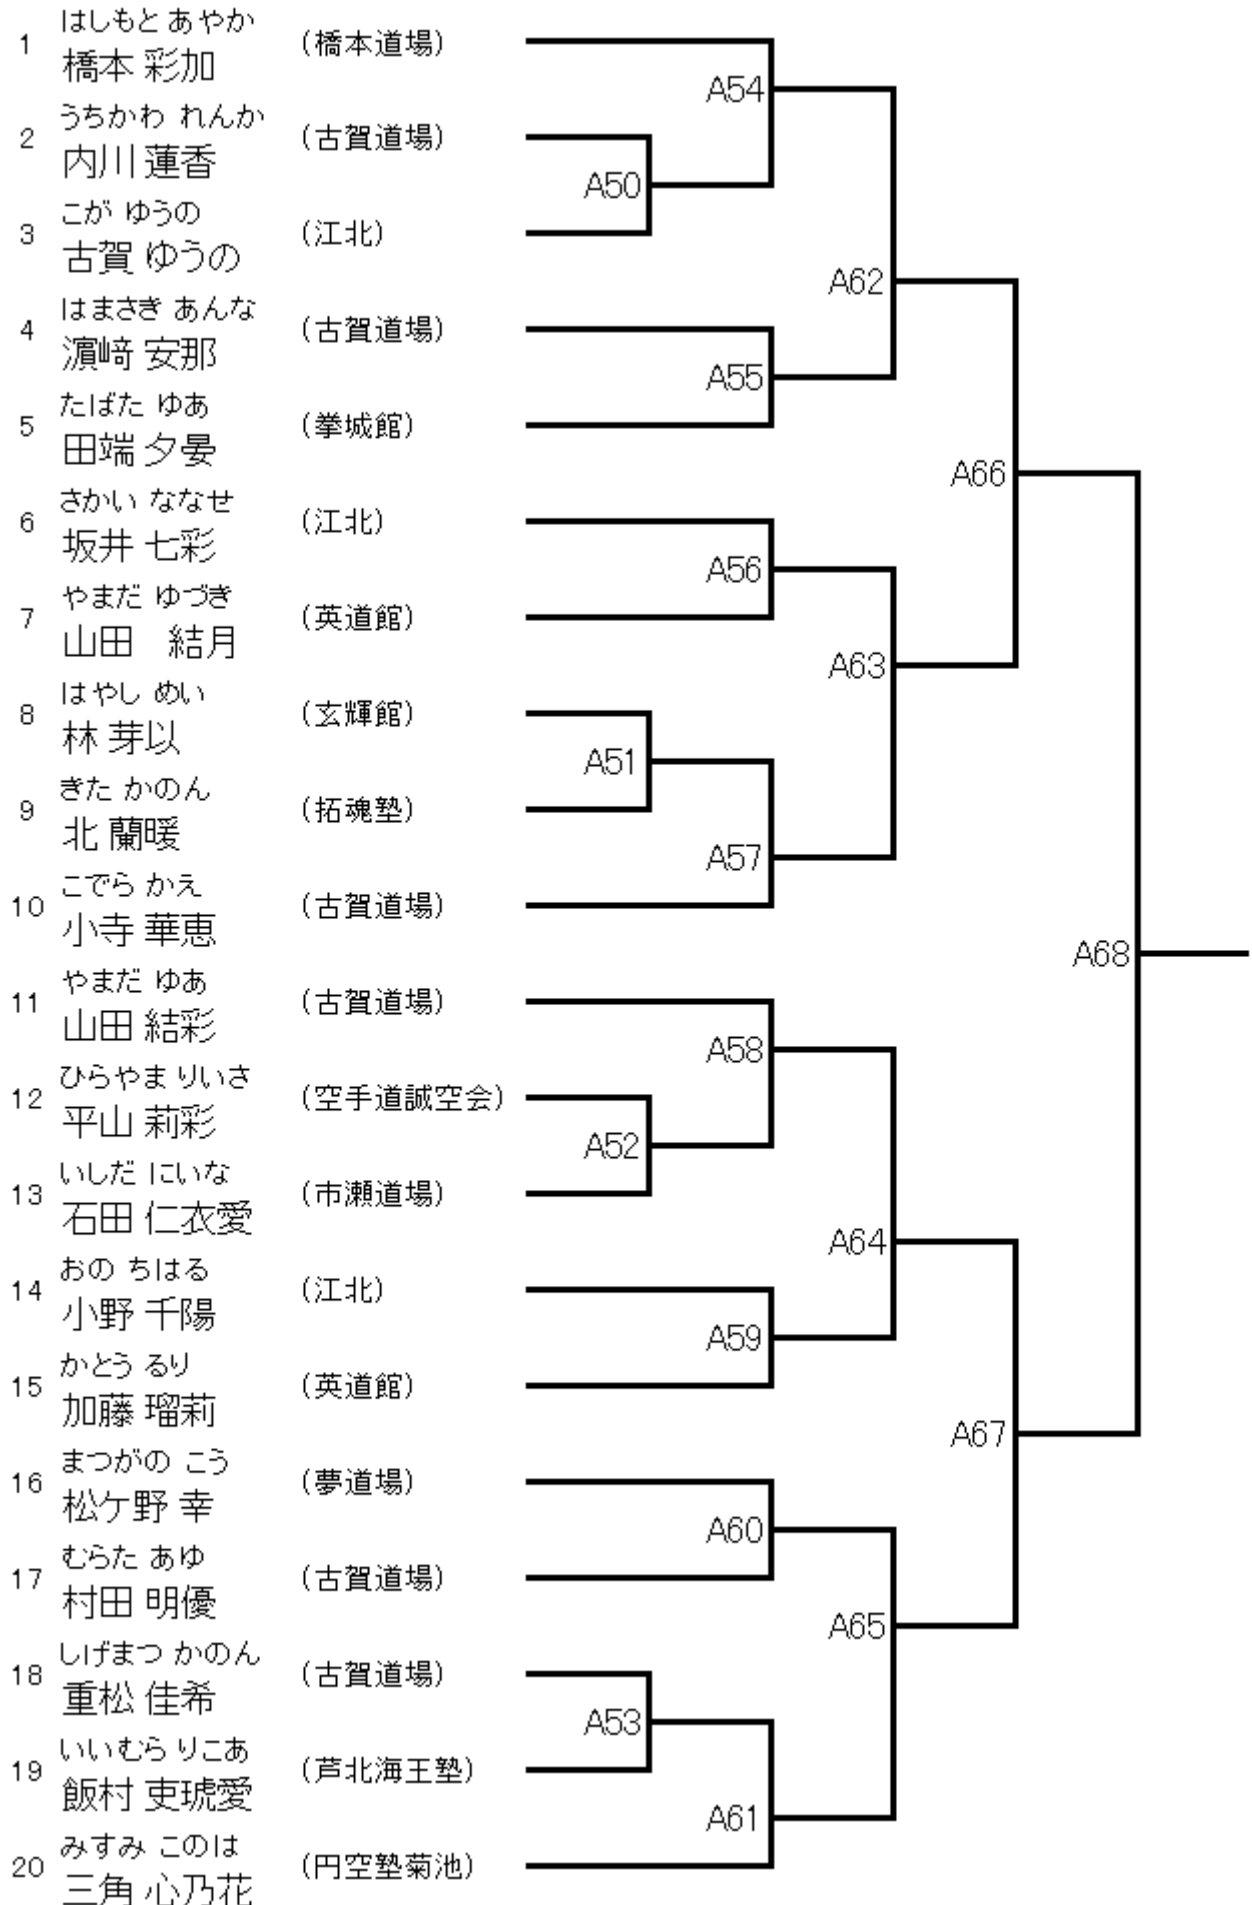 はしもと あやか
1 橋本 彩加 (橋本道場)
A54
うちかわ れんか
2 内川 蓮香 (古賀道場)
A50
こが ゆうの
3 古賀 ゆうの (江北)
A62
はまさき あんな
4 濵﨑 安那 (古賀道場)
A55
たばた ゆあ
5 田端 夕晏 (拳城館)
A66
さかい ななせ
6 坂井 七彩 (江北)
A56
やまだ ゆづき
7 山田　結月 (英道館)
A63
はやし めい
8 林 芽以 (玄輝館)
A51
きた かのん
9 北 蘭暖 (拓魂塾)
A57
こでら かえ
10 小寺 華恵 (古賀道場)
A68
やまだ ゆあ
11 山田 結彩 (古賀道場)
A58
ひらやま りいさ
12 平山 莉彩 (空手道誠空会)
A52
いしだ にいな
13 石田 仁衣愛 (市瀬道場)
A64
おの ちはる
14 小野 千陽 (江北)
A59
かとう るり
15 加藤 瑠莉 (英道館)
A67
まつがの こう
16 松ケ野 幸 (夢道場)
A60
むらた あゆ
17 村田 明優 (古賀道場)
A65
しげまつ かのん
18 重松 佳希 (古賀道場)
A53
いいむら りこあ
19 飯村 吏琥愛 (芦北海王塾)
A61
みすみ このは
20 三角 心乃花 (円空塾菊池)